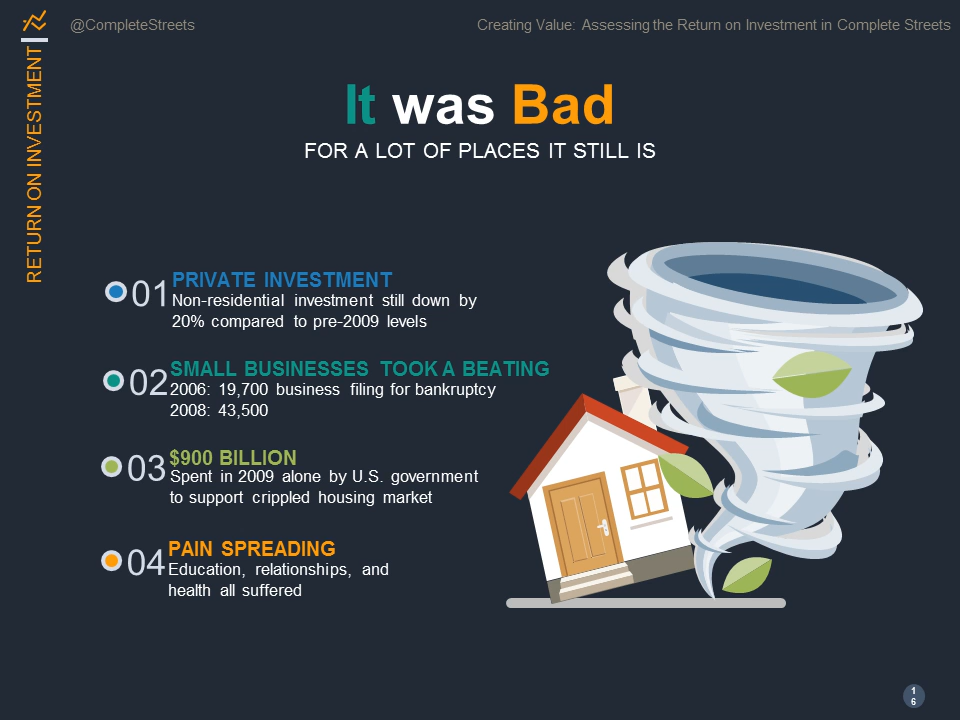 @CompleteStreets
Creating Value: Assessing the Return on Investment in Complete Streets
RETURN ON INVESTMENT
It was Bad
FOR A LOT OF PLACES IT STILL IS
01
PRIVATE INVESTMENT
Non-residential investment still down by
20% compared to pre-2009 levels
02
SMALL BUSINESSES TOOK A BEATING
2006: 19,700 business filing for bankruptcy
2008: 43,500
03
$900 BILLION
Spent in 2009 alone by U.S. government
to support crippled housing market
04
PAIN SPREADING
Education, relationships, and
health all suffered
1
6